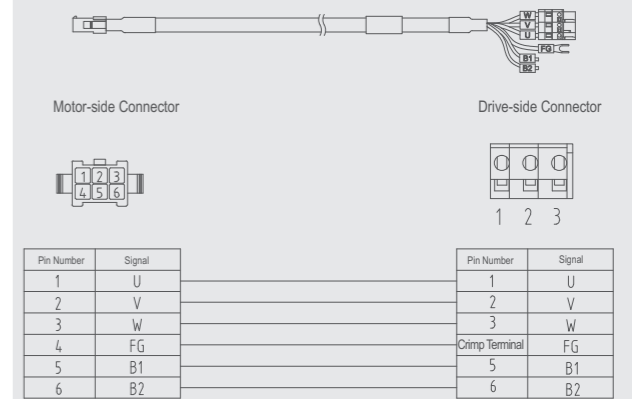 W
V
U
FG
B1
B2
Motor-side Connector Drive-side Connector
1 2 3
4 5 6
1 2 3
Pin Number Signal Pin Number Signal
1 U 1 U
2 V 2 V
3 W 3 W
4 FG Crimp Terminal FG
5 B1 5 B1
6 B2 6 B2